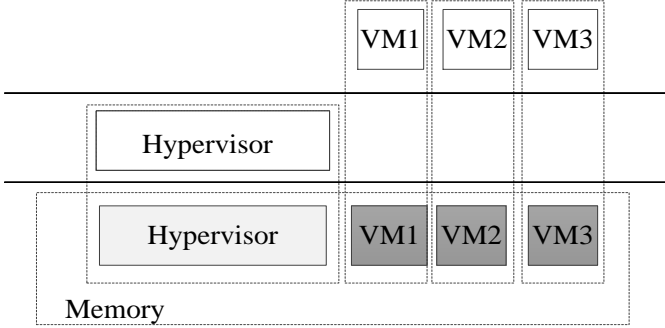 VM1 VM2 VM3
Hypervisor
Hypervisor VM1 VM2 VM3
Memory